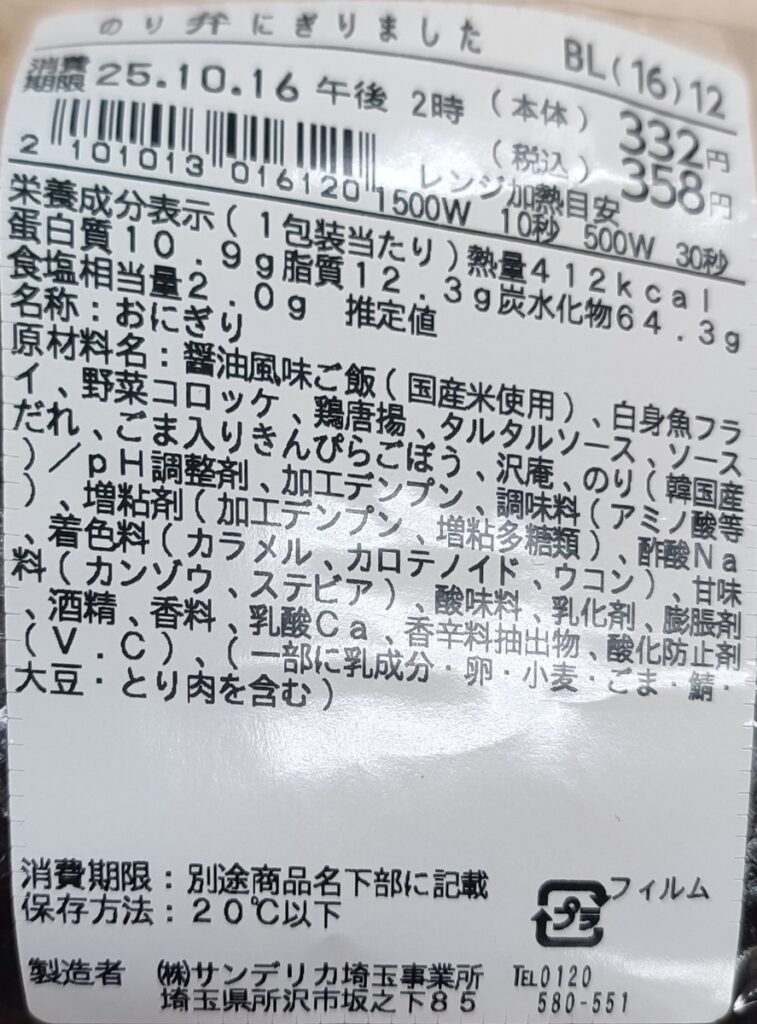 のり弁にぎりました
BL(16)12
消費期限 25.10.16 午後 2時 (本体) 332円
(税込) 358円
2 101013 016120
レンジ加熱目安
1500W 10秒 500W 30秒
栄養成分表示(1包装当たり)熱量412kcal
蛋白質10.9g脂質12.3g炭水化物64.3g
食塩相当量2.0g 推定値
名称:おにぎり
原材料名:醤油風味ご飯(国産米使用)、白身魚フラ
イ、野菜コロッケ、鶏唐揚、タルタルソース、ソース
だれ、ごま入りきんぴらごぼう、沢庵、のり(韓国産
)/pH調整剤、加工デンプン、調味料(アミノ酸等
)、増粘剤(加工デンプン、増粘多糖類)、酢酸Na
、着色料(カラメル、カロテノイド、ウコン)、甘味
料(カンゾウ、ステビア)、酸味料、乳化剤、膨脹剤
、酒精、香料、乳酸Ca、香辛料抽出物、酸化防止剤
(V.C)、(一部に乳成分・卵・小麦・ごま・鯖・
大豆・とり肉を含む)
消費期限:別途商品名下部に記載
保存方法:20℃以下
プラ
フィルム
製造者 (株)サンデリカ埼玉事業所 TEL0120
埼玉県所沢市坂之下85 580-551